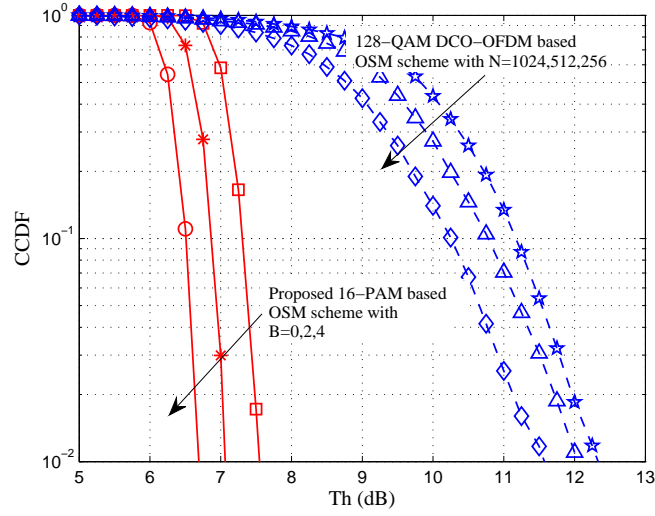 10^0
128−QAM DCO−OFDM based
OSM scheme with N=1024,512,256
CCDF
10^−1
Proposed 16−PAM based
OSM scheme with
B=0,2,4
10^−2
5 6 7 8 9 10 11 12 13
Th (dB)